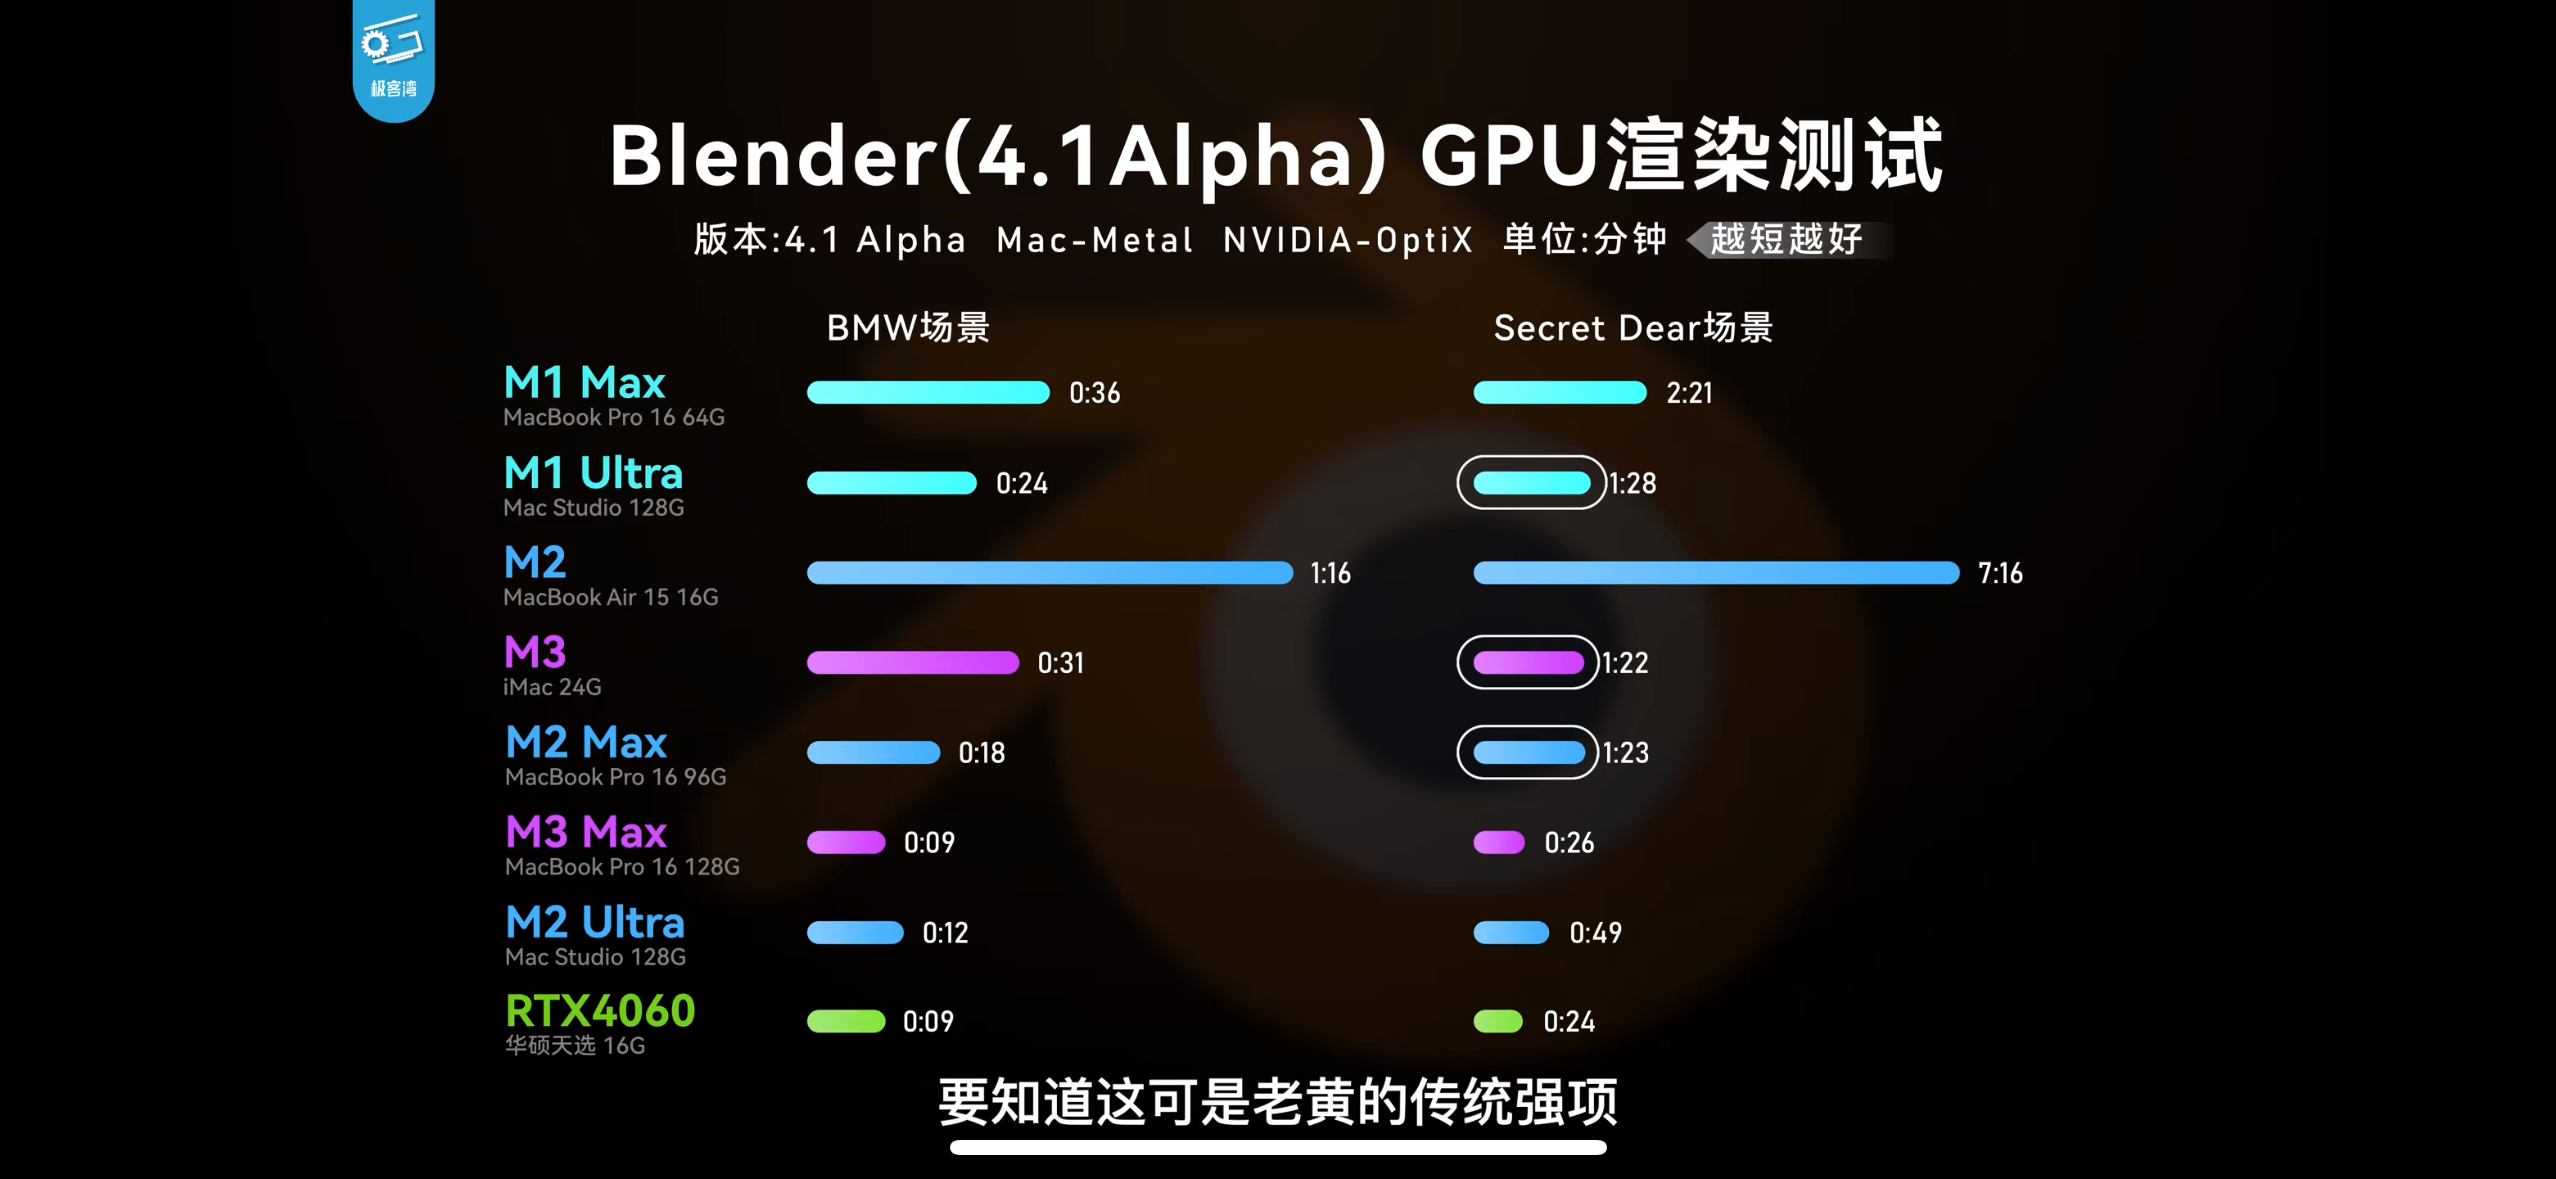 极客湾
Blender(4.1Alpha) GPU渲染测试
版本:4.1 Alpha Mac-Metal NVIDIA-OptiX 单位:分钟 越短越好
BMW场景 Secret Dear场景
M1 Max 0:36 2:21
MacBook Pro 16 64G
M1 Ultra 0:24 1:28
Mac Studio 128G
M2 1:16 7:16
MacBook Air 15 16G
M3 0:31 1:22
iMac 24G
M2 Max 0:18 1:23
MacBook Pro 16 96G
M3 Max 0:09 0:26
MacBook Pro 16 128G
M2 Ultra 0:12 0:49
Mac Studio 128G
RTX4060 0:09 0:24
华硕天选 16G
要知道这可是老黄的传统强项